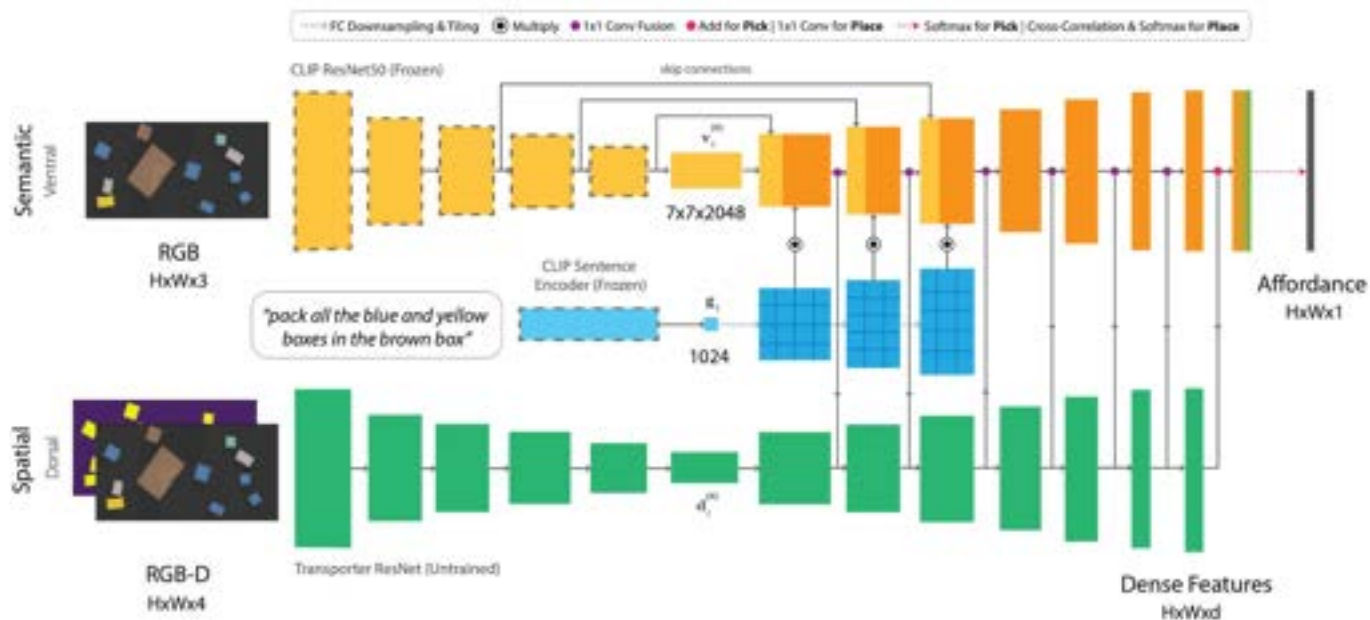 FC Downsampling & Tiling Multiply 1x1 Conv Fusion Add for Pick | 1x1 Conv for Place Softmax for Pick | Cross-Correlation & Softmax for Place
CLIP ResNet50 (Frozen)
skip connections
Semantic
Ventral
RGB
HxWx3
7x7x2048
CLIP Sentence
Encoder (Frozen)
"pack all the blue and yellow
boxes in the brown box"
1024
Affordance
HxWx1
Spatial
Dorsal
RGB-D
HxWx4
Transporter ResNet (Untrained)
Dense Features
HxWxd